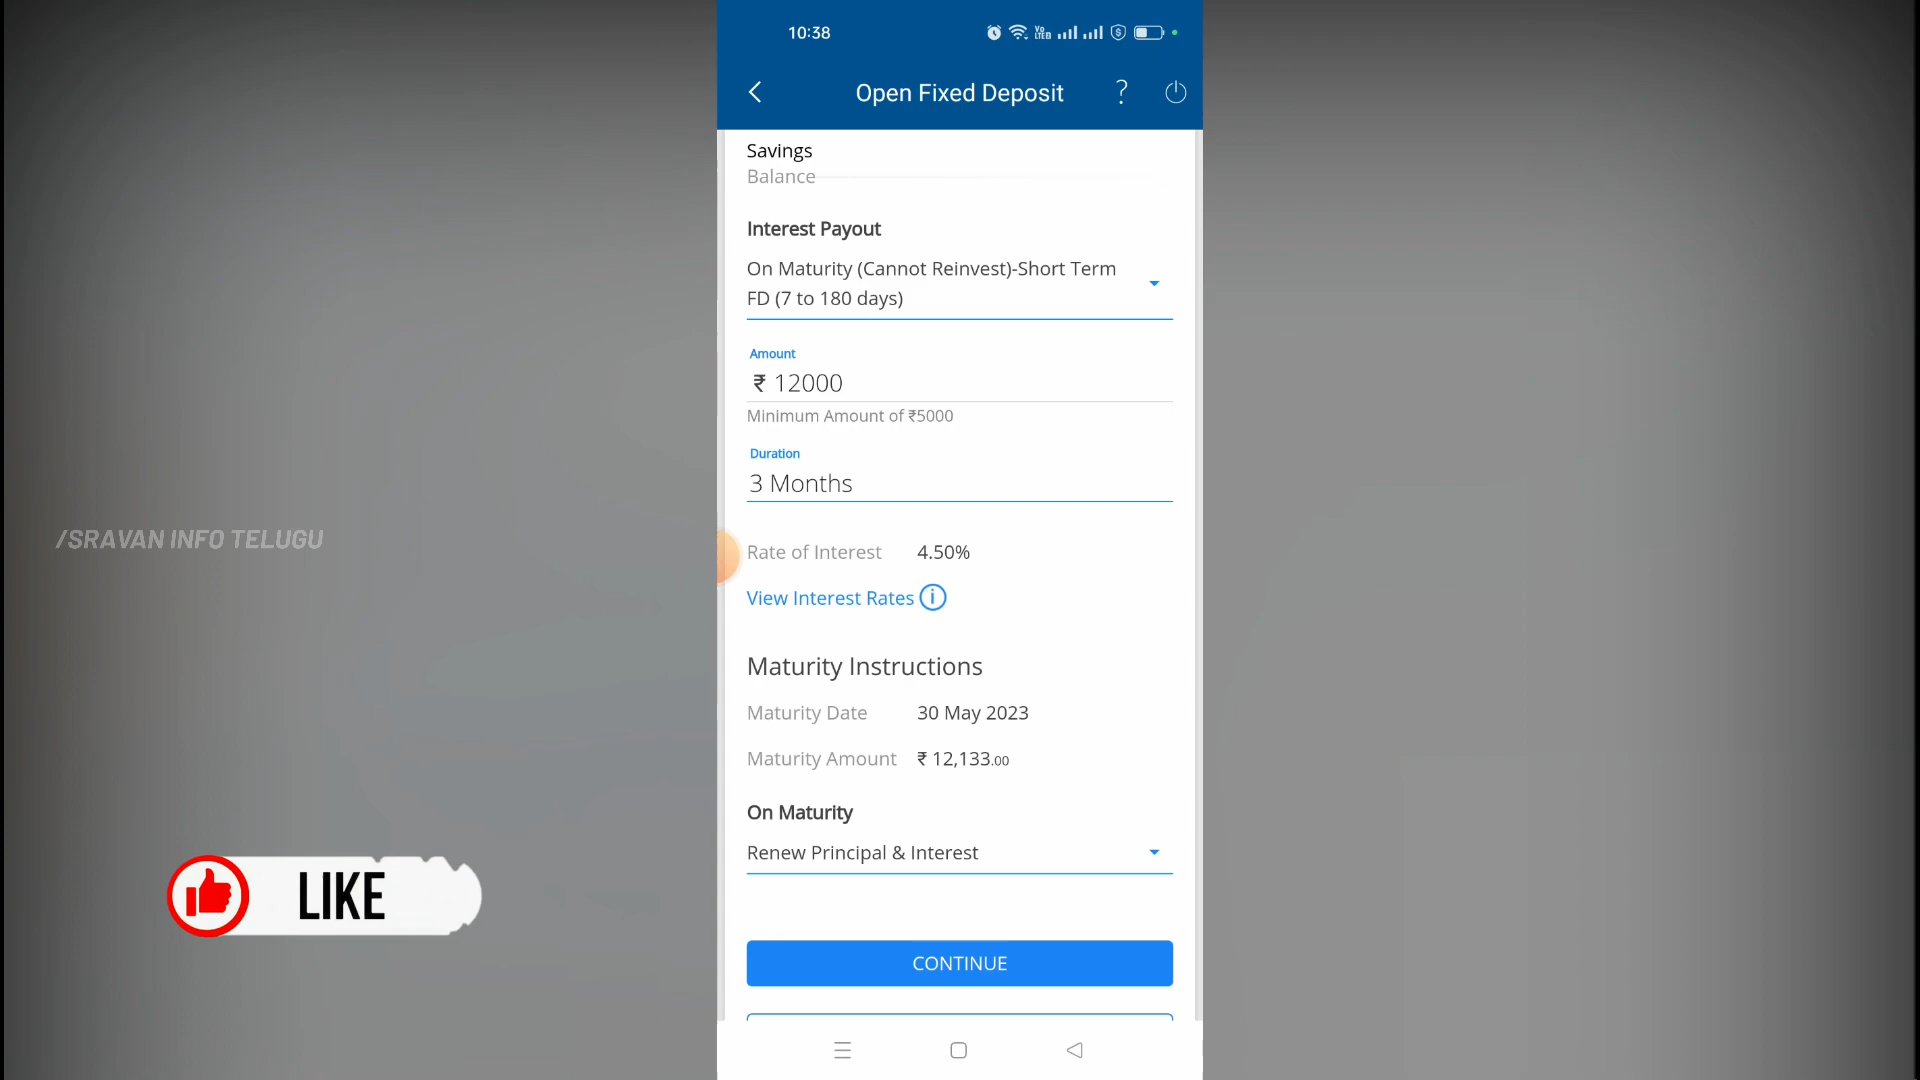 10:38
Open Fixed Deposit
?
Savings
Balance
Interest Payout
On Maturity (Cannot Reinvest)-Short Term
FD (7 to 180 days)
Amount
₹ 12000
Minimum Amount of ₹5000
Duration
3 Months
/SRAVAN INFO TELUGU
Rate of Interest 4.50%
View Interest Rates i
Maturity Instructions
Maturity Date 30 May 2023
Maturity Amount ₹ 12,133.00
On Maturity
Renew Principal & Interest
LIKE
CONTINUE